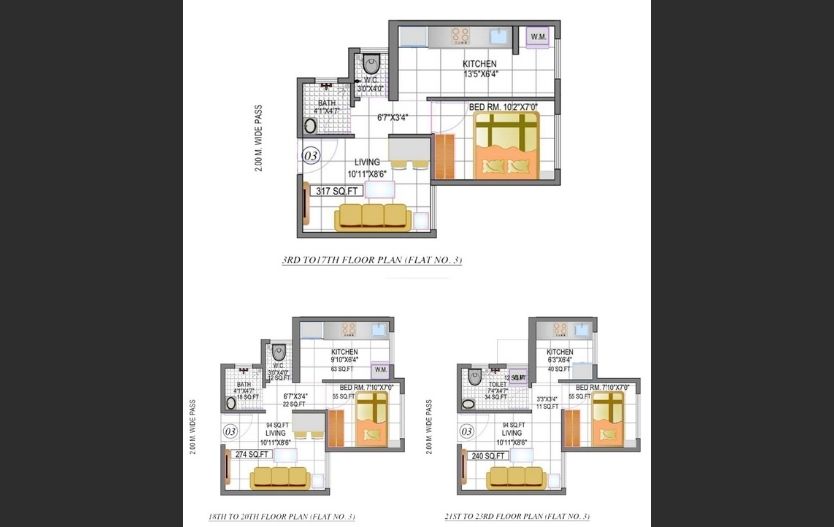 W.M.
KITCHEN
13'5"X6'4"
W.C.
3'0"X4'0"
BATH
4'1"X4'7"
6'7"X3'4"
BED RM. 10'2"X7'0"
2.00 M. WIDE PASS
03
LIVING
10'11"X8'6"
317 SQ.FT
3RD TO17TH FLOOR PLAN (FLAT NO. 3)
KITCHEN
9'10"X6'4"
63 SQ.FT
W.M.
W.C.
3'0"X4'0"
12 SQ.FT
BATH
4'1"X4'7"
18 SQ.FT
6'7"X3'4"
22 SQ.FT
BED RM. 7'10"X7'0"
55 SQ.FT
2.00 M. WIDE PASS
03
94 SQ.FT
LIVING
10'11"X8'6"
274 SQ.FT
18TH TO 20TH FLOOR PLAN (FLAT NO. 3)
KITCHEN
6'3"X6'4"
40 SQ.FT
TOILET
7'4"X4'7"
34 SQ.FT
3'3"X3'4"
11 SQ.FT
BED RM. 7'10"X7'0"
55 SQ.FT
2.00 M. WIDE PASS
03
94 SQ.FT
LIVING
10'11"X8'6"
240 SQ.FT
21ST TO 23RD FLOOR PLAN (FLAT NO. 3)